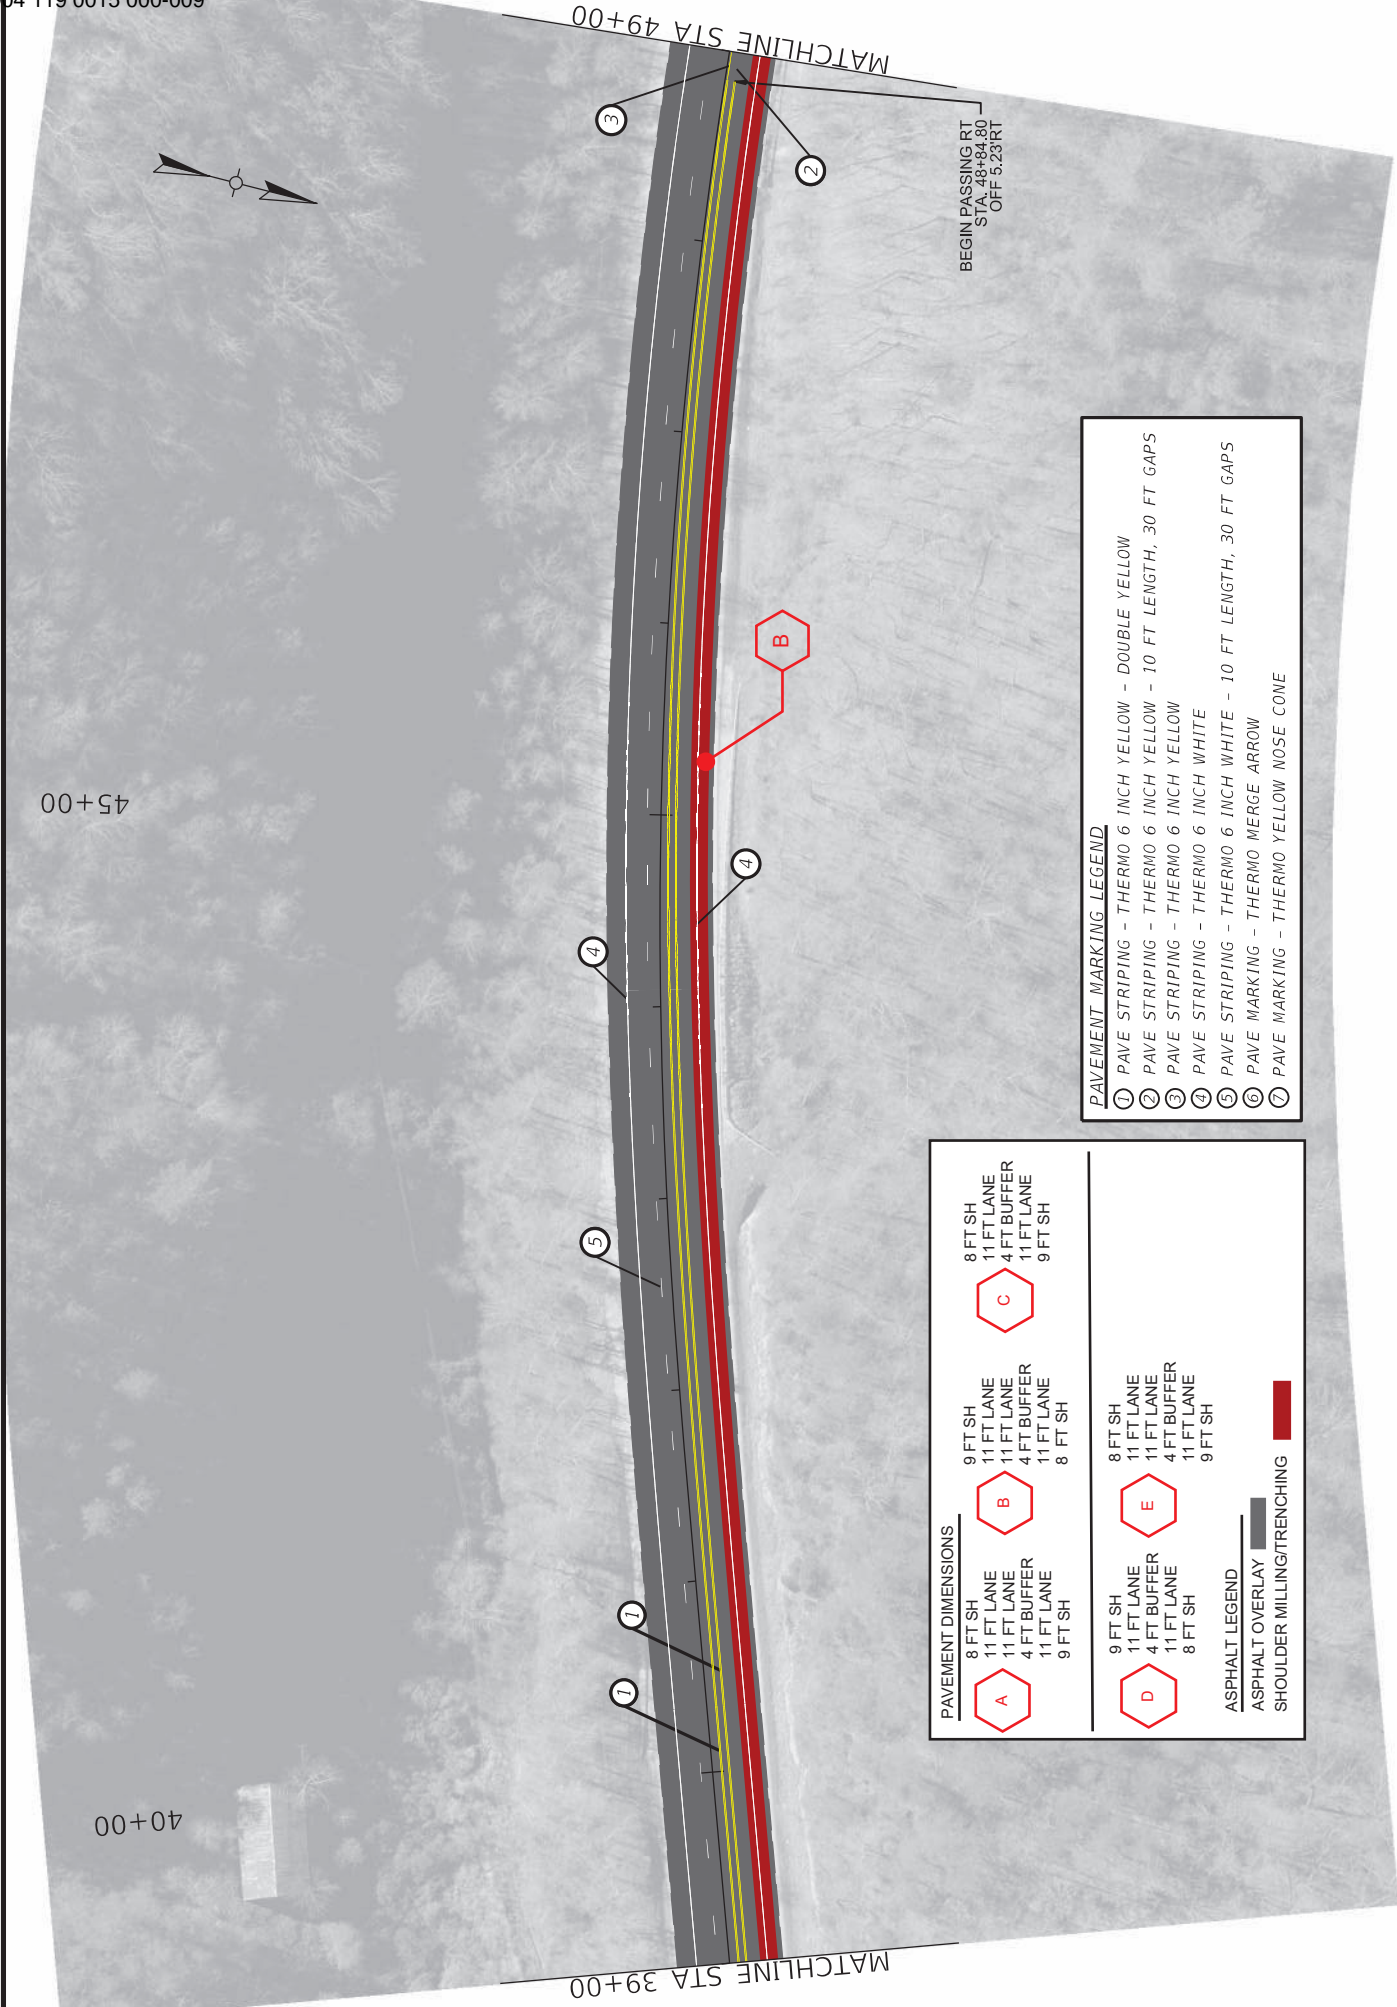 04 119 0015 000-009
MATCHLINE STA 49+00
3
2
BEGIN PASSING RT
STA. 48+84.80
OFF 5.23'RT
B
45+00
4
4
5
1
1
40+00
MATCHLINE STA 39+00
PAVEMENT MARKING LEGEND
1 PAVE STRIPING - THERMO 6 INCH YELLOW - DOUBLE YELLOW
2 PAVE STRIPING - THERMO 6 INCH YELLOW - 10 FT LENGTH, 30 FT GAPS
3 PAVE STRIPING - THERMO 6 INCH YELLOW
4 PAVE STRIPING - THERMO 6 INCH WHITE
5 PAVE STRIPING - THERMO 6 INCH WHITE - 10 FT LENGTH, 30 FT GAPS
6 PAVE MARKING - THERMO MERGE ARROW
7 PAVE MARKING - THERMO YELLOW NOSE CONE
PAVEMENT DIMENSIONS
A
8 FT SH
11 FT LANE
11 FT LANE
4 FT BUFFER
11 FT LANE
9 FT SH
B
9 FT SH
11 FT LANE
11 FT LANE
4 FT BUFFER
11 FT LANE
8 FT SH
C
8 FT SH
11 FT LANE
4 FT BUFFER
11 FT LANE
9 FT SH
D
9 FT SH
11 FT LANE
4 FT BUFFER
11 FT LANE
8 FT SH
E
8 FT SH
11 FT LANE
11 FT LANE
4 FT BUFFER
11 FT LANE
9 FT SH
ASPHALT LEGEND
ASPHALT OVERLAY
SHOULDER MILLING/TRENCHING